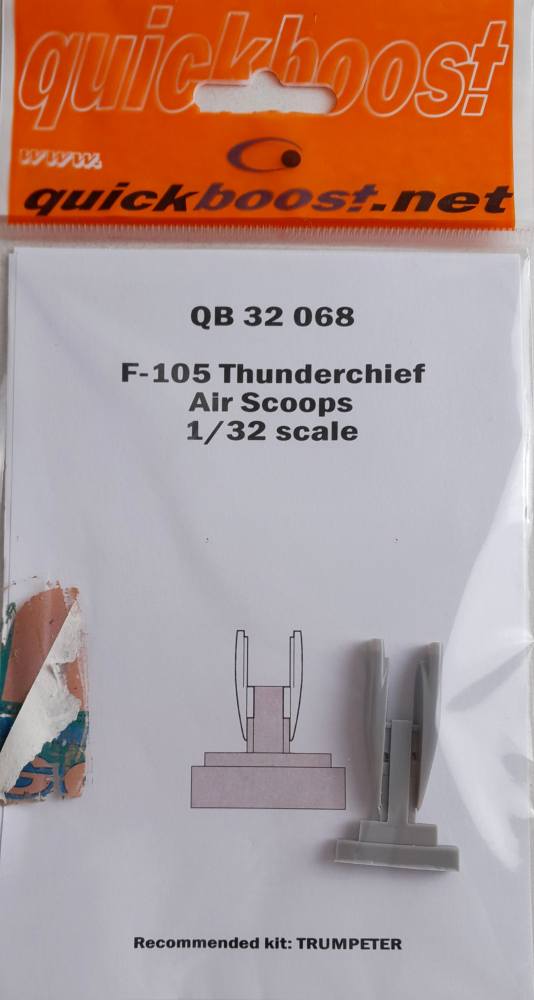 quickboost
www.
quickboost.net
QB 32 068
F-105 Thunderchief
Air Scoops
1/32 scale
Recommended kit: TRUMPETER